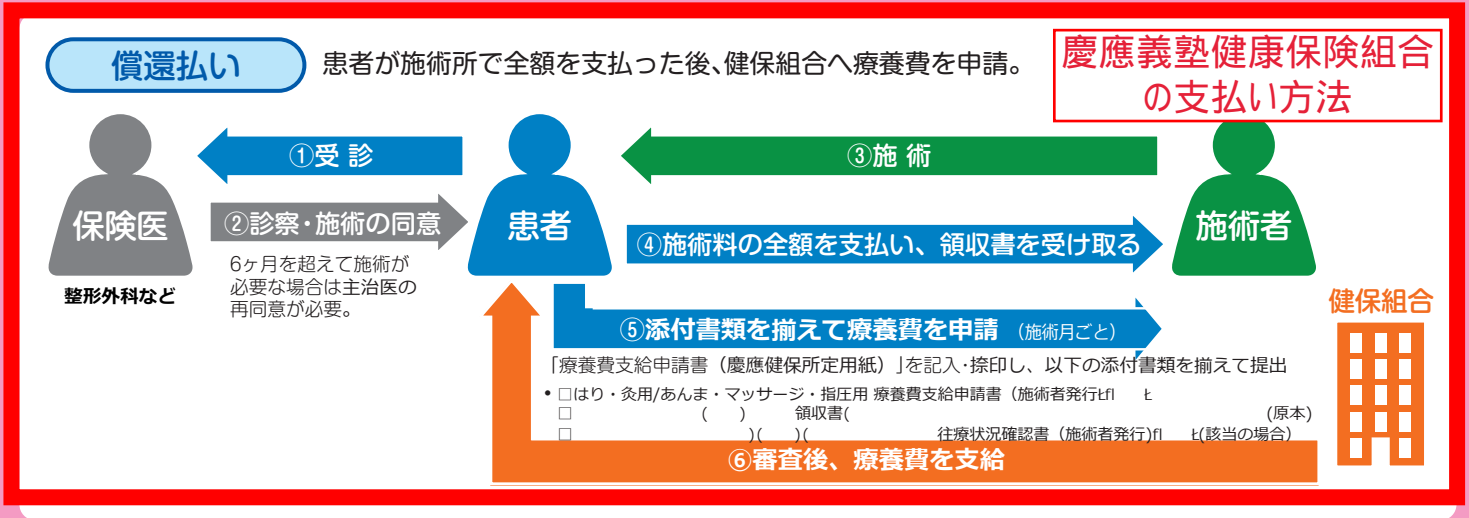 償還払い
患者が施術所で全額を支払った後、健保組合へ療養費を申請。
慶應義塾健康保険組合
の支払い方法
①受 診
③施 術
保険医
②診察・施術の同意
患者
④施術料の全額を支払い、領収書を受け取る
施術者
6ヶ月を超えて施術が
必要な場合は主治医の
再同意が必要。
整形外科など
健保組合
⑤添付書類を揃えて療養費を申請 （施術月ごと）
「療養費支給申請書（慶應健保所定用紙）」を記入・捺印し、以下の添付書類を揃えて提出
• □はり・灸用/あんま・マッサージ・指圧用 療養費支給申請書（施術者発行
□ ( ) 領収書( (原本)
□ )( )( 往療状況確認書（施術者発行) (該当の場合）
⑥審査後、療養費を支給